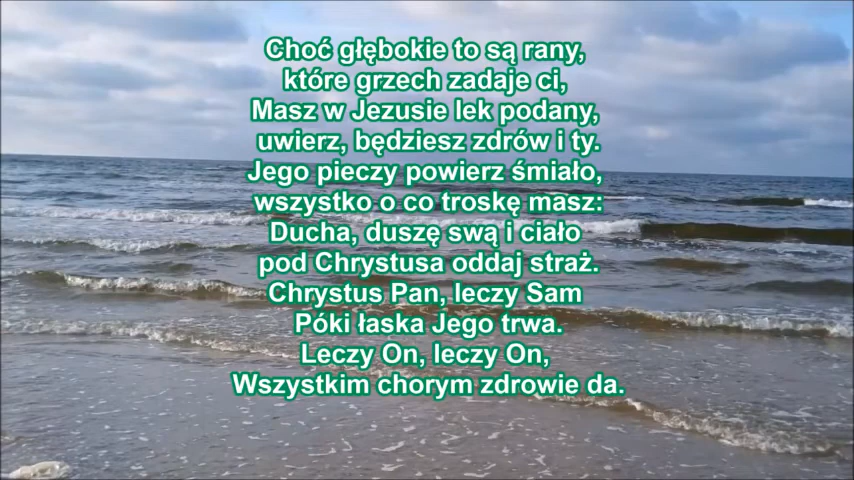 Choć głębokie to są rany,
które grzech zadaje ci,
Masz w Jezusie lek podany,
uwierz, będziesz zdrów i ty.
Jego pieczy powierz śmiało,
wszystko o co troskę masz:
Ducha, duszę swą i ciało
pod Chrystusa oddaj straż.
Chrystus Pan, leczy Sam
Póki łaska Jego trwa.
Leczy On, leczy On,
Wszystkim chorym zdrowie da.